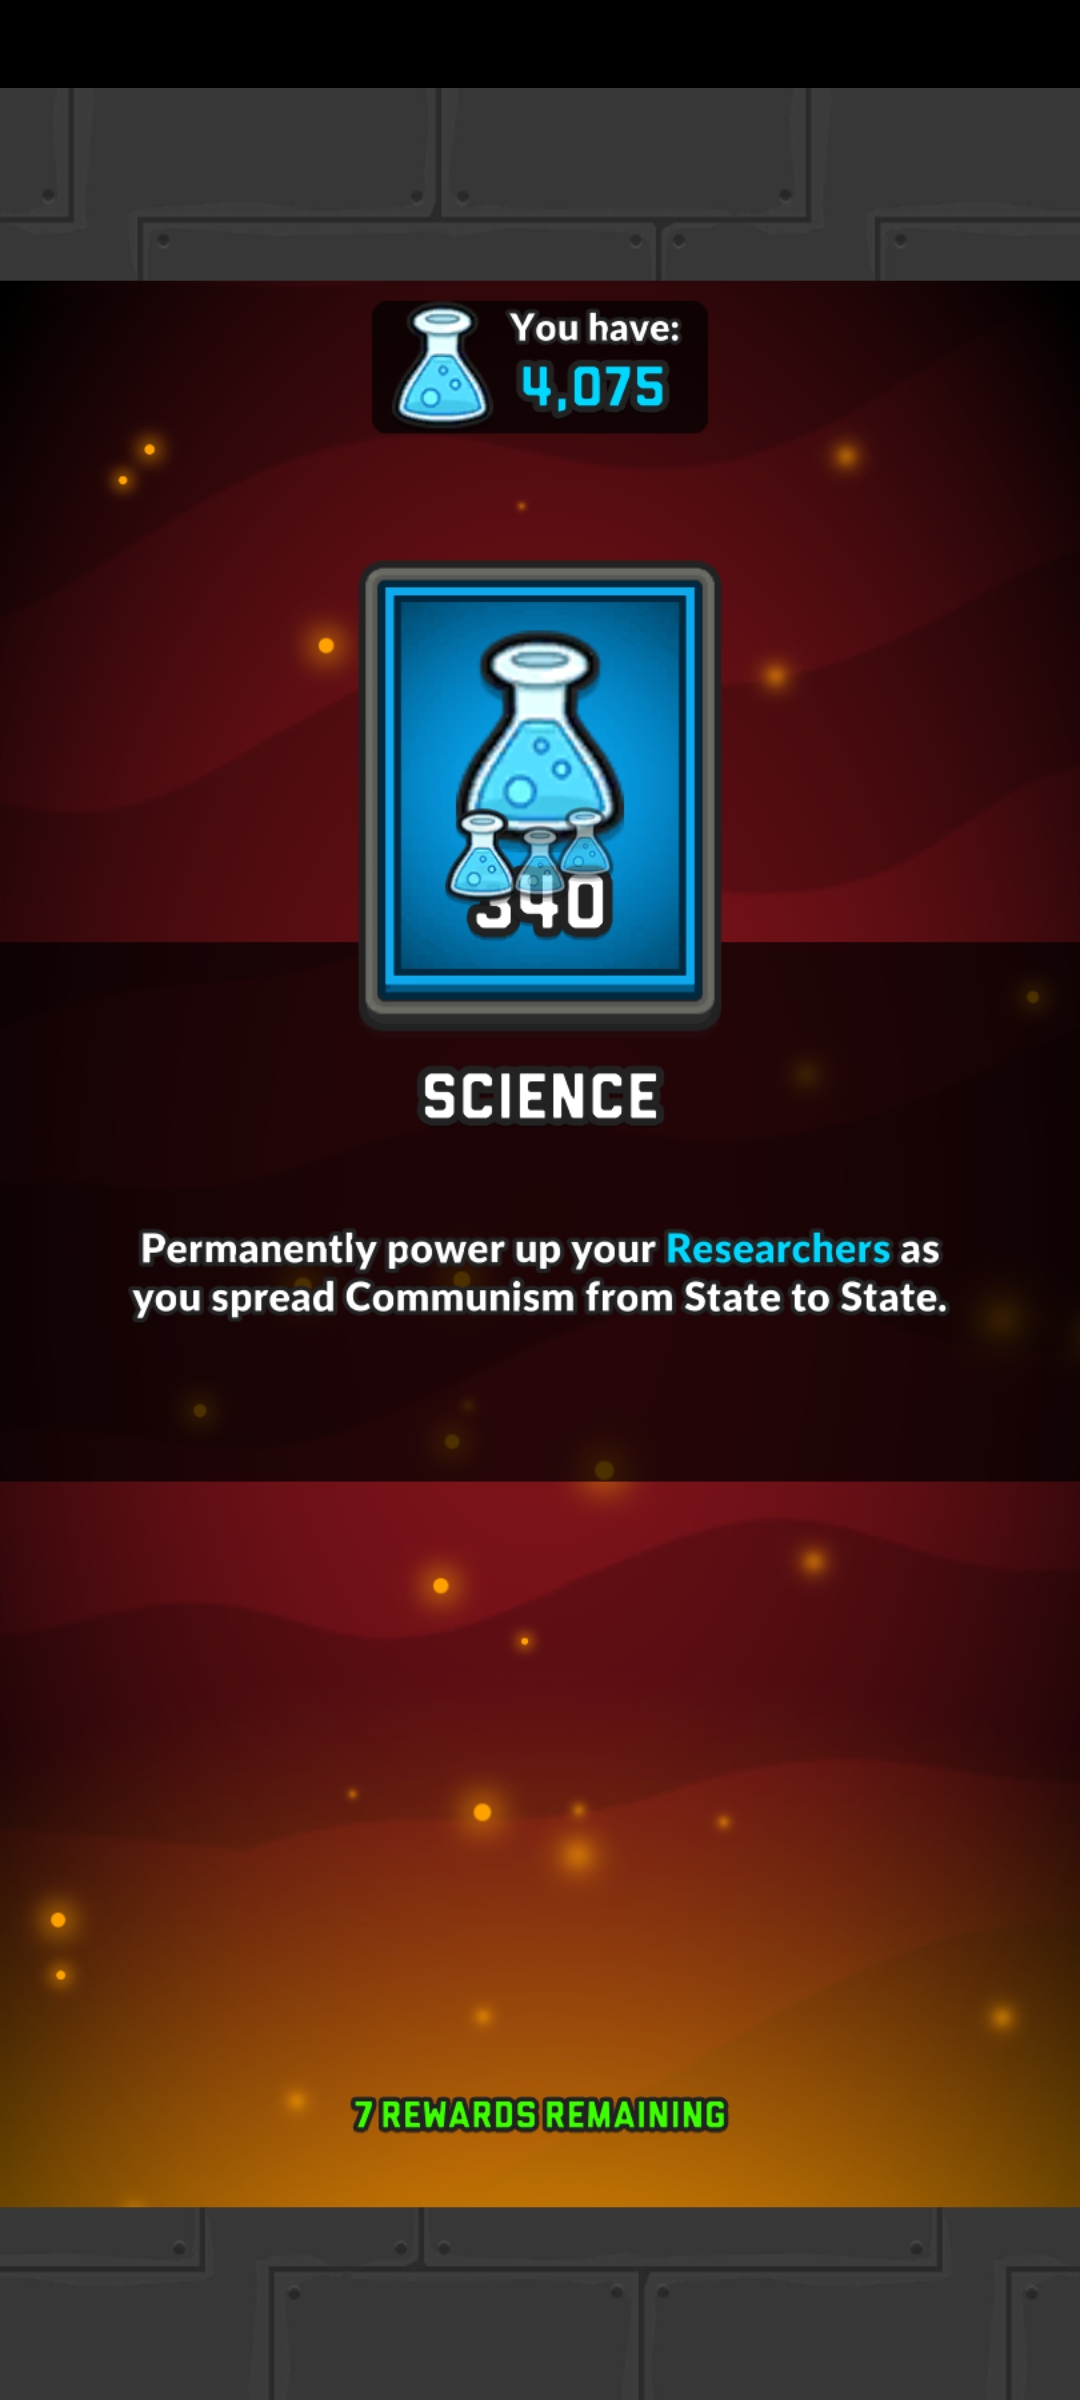 You have:
4,075
340
SCIENCE
Permanently power up your Researchers as
you spread Communism from State to State.
7 REWARDS REMAINING